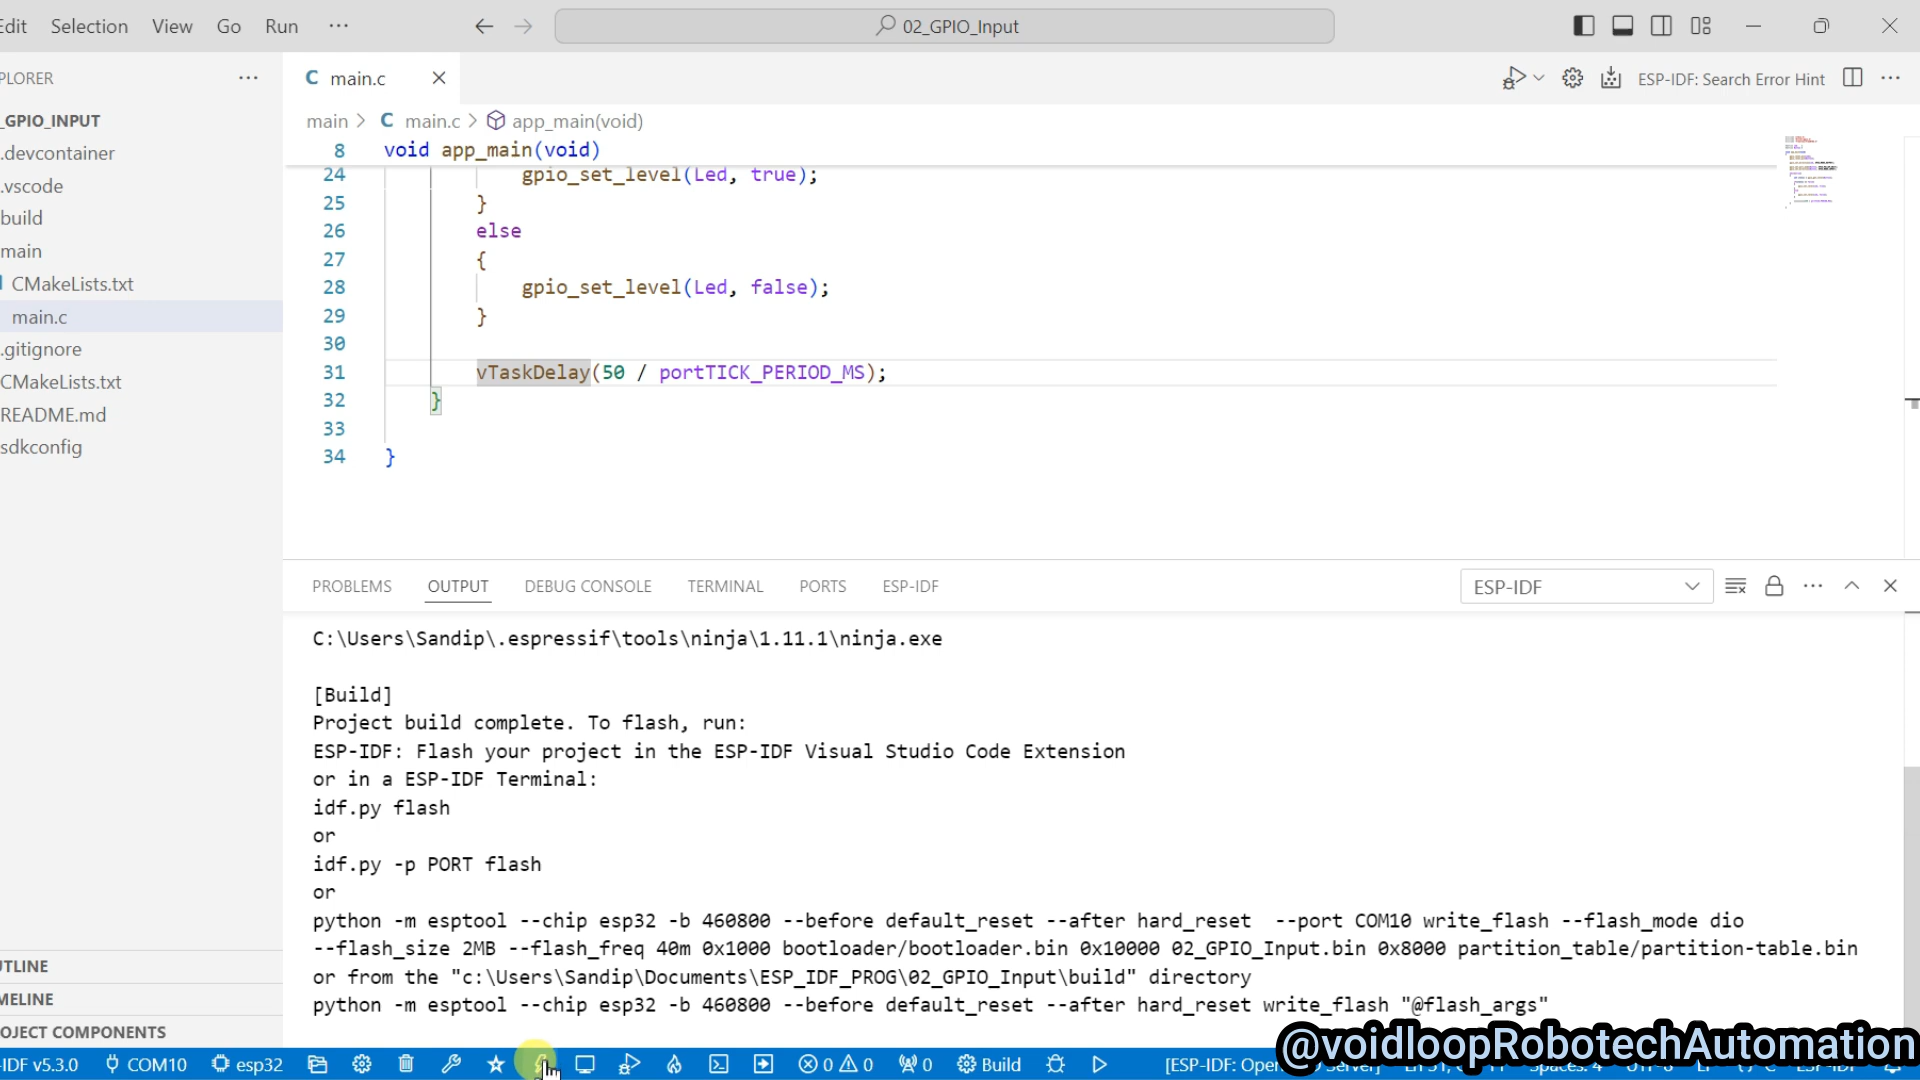 Edit Selection View Go Run ···
02_GPIO_Input
PLORER ···
C main.c
ESP-IDF: Search Error Hint
_GPIO_INPUT
.devcontainer
.vscode
build
main
CMakeLists.txt
main.c
.gitignore
CMakeLists.txt
README.md
sdkconfig
UTLINE
MELINE
OJECT COMPONENTS
main > C main.c > app_main(void)
8 void app_main(void)
24 gpio_set_level(Led, true);
25 }
26 else
27 {
28 gpio_set_level(Led, false);
29 }
30
31 vTaskDelay(50 / portTICK_PERIOD_MS);
32 }
33
34 }
PROBLEMS OUTPUT DEBUG CONSOLE TERMINAL PORTS ESP-IDF
ESP-IDF
C:\Users\Sandip\.espressif\tools\ninja\1.11.1\ninja.exe
[Build]
Project build complete. To flash, run:
ESP-IDF: Flash your project in the ESP-IDF Visual Studio Code Extension
or in a ESP-IDF Terminal:
idf.py flash
or
idf.py -p PORT flash
or
python -m esptool --chip esp32 -b 460800 --before default_reset --after hard_reset --port COM10 write_flash --flash_mode dio
--flash_size 2MB --flash_freq 40m 0x1000 bootloader/bootloader.bin 0x10000 02_GPIO_Input.bin 0x8000 partition_table/partition-table.bin
or from the "c:\Users\Sandip\Documents\ESP_IDF_PROG\02_GPIO_Input\build" directory
python -m esptool --chip esp32 -b 460800 --before default_reset --after hard_reset write_flash "@flash_args"
@voidloopRobotechAutomation
-IDF v5.3.0 COM10 esp32 0 0 0 Build [ESP-IDF: